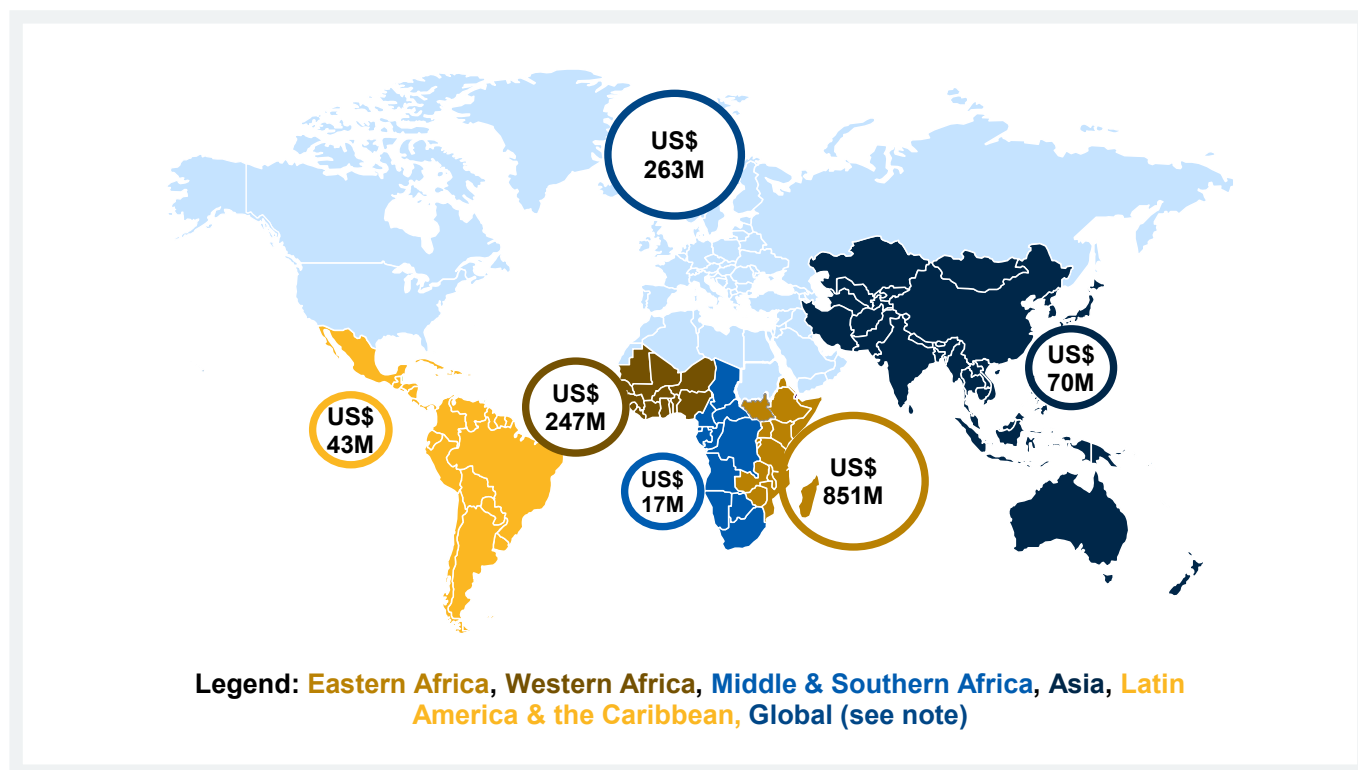 US$
263M
US$
70M
US$
247M
US$
43M
US$
851M
US$
17M
Legend: Eastern Africa, Western Africa, Middle & Southern Africa, Asia, Latin
America & the Caribbean, Global (see note)